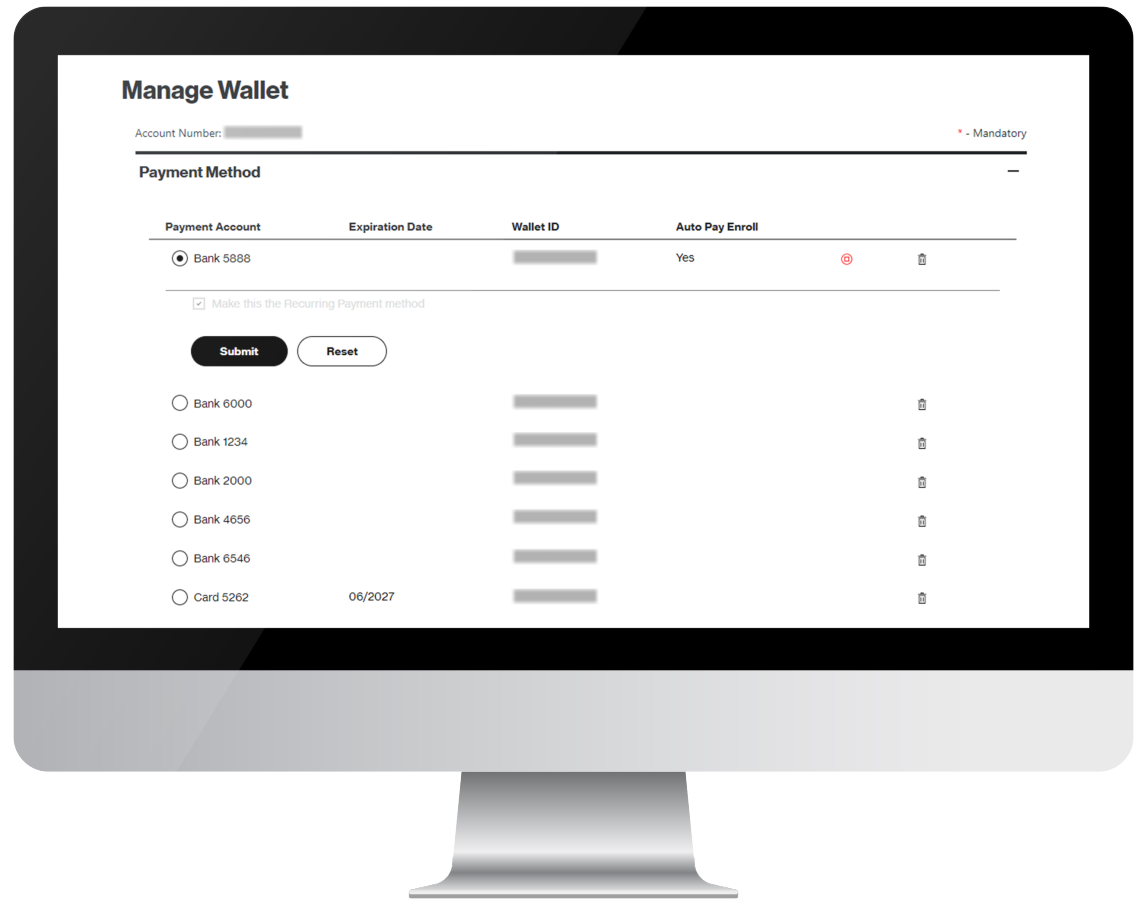 Manage Wallet
Account Number:
* - Mandatory
Payment Method
Payment Account Expiration Date Wallet ID Auto Pay Enroll
Bank 5888 Yes
Make this the Recurring Payment method
Submit Reset
Bank 6000
Bank 1234
Bank 2000
Bank 4656
Bank 6546
Card 5262 06/2027